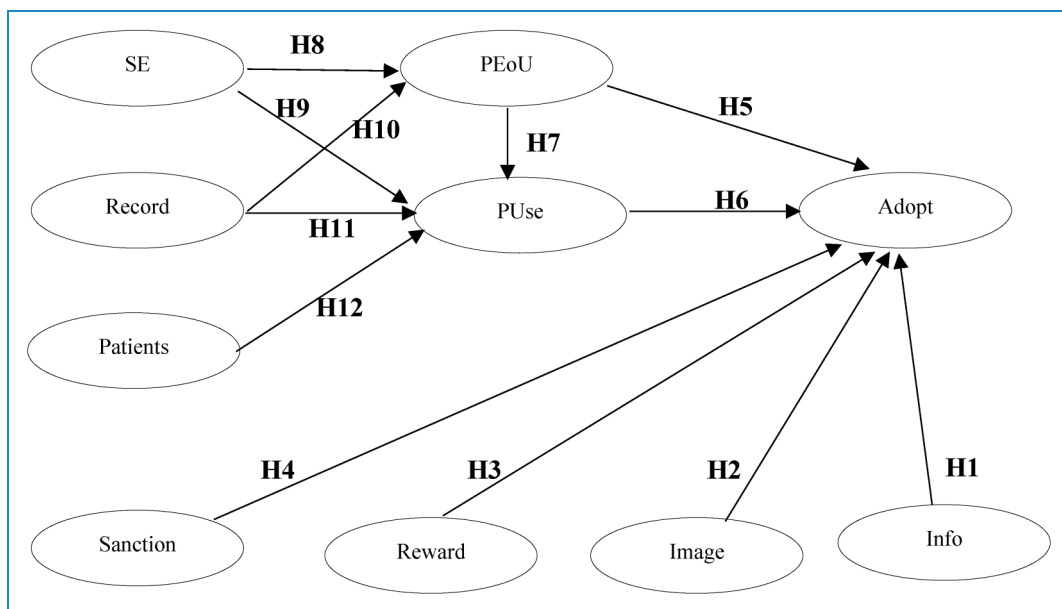 SE
H8
PEoU
H9
H10
H5
H7
Record
H11
PUse
H6
Adopt
H12
Patients
H4
H3
H2
H1
Sanction
Reward
Image
Info